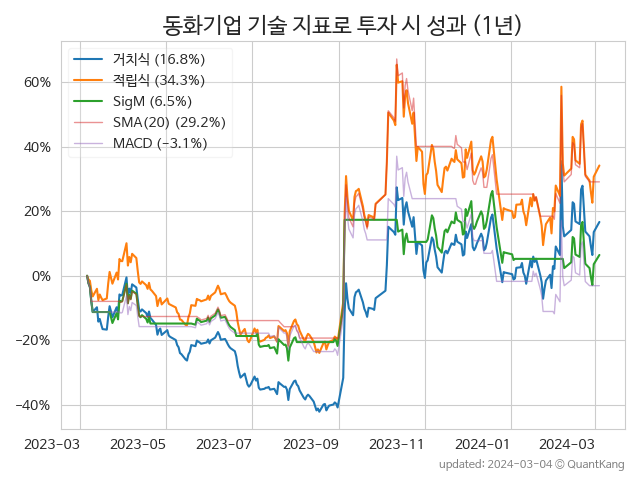 동화기업 기술 지표로 투자 시 성과 (1년)
거치식 (16.8%)
적립식 (34.3%)
SigM (6.5%)
SMA(20) (29.2%)
MACD (−3.1%)
60%
40%
20%
0%
−20%
−40%
2023−03 2023−05 2023−07 2023−09 2023−11 2024−01 2024−03
updated: 2024−03−04 © QuantKang